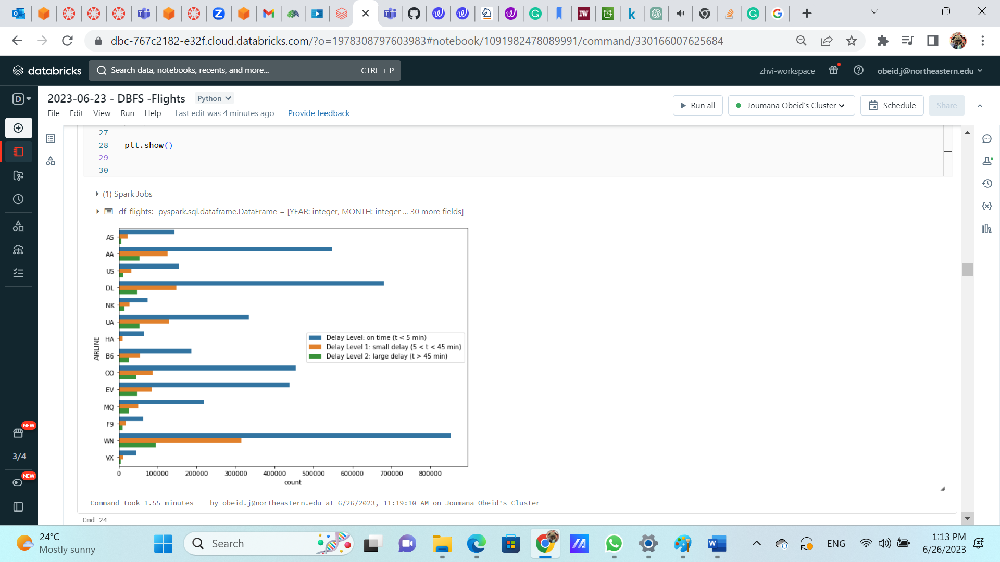 dbc-767c2182-e32f.cloud.databricks.com/?o=1978308797603983#notebook/1091982478089991/command/330166007625684
databricks
Search data, notebooks, recents, and more...
CTRL + P
zhvi-workspace
obeid.j@northeastern.edu
2023-06-23 - DBFS -Flights
Python
File Edit View Run Help
Last edit was 4 minutes ago
Provide feedback
Run all
Joumana Obeid's Cluster
Schedule
Share
27
28 plt.show()
29
30
(1) Spark Jobs
df_flights: pyspark.sql.dataframe.DataFrame = [YEAR: integer, MONTH: integer ... 30 more fields]
AIRLINE
AS
AA
US
DL
NK
UA
HA
B6
OO
EV
MQ
F9
WN
VX
Delay Level: on time (t < 5 min)
Delay Level 1: small delay (5 < t < 45 min)
Delay Level 2: large delay (t > 45 min)
0 100000 200000 300000 400000 500000 600000 700000 800000
count
Command took 1.55 minutes -- by obeid.j@northeastern.edu at 6/26/2023, 11:19:10 AM on Joumana Obeid's Cluster
Cmd 24
D
NEW
3/4
NEW
24°C
Mostly sunny
Search
ENG
1:13 PM
6/26/2023